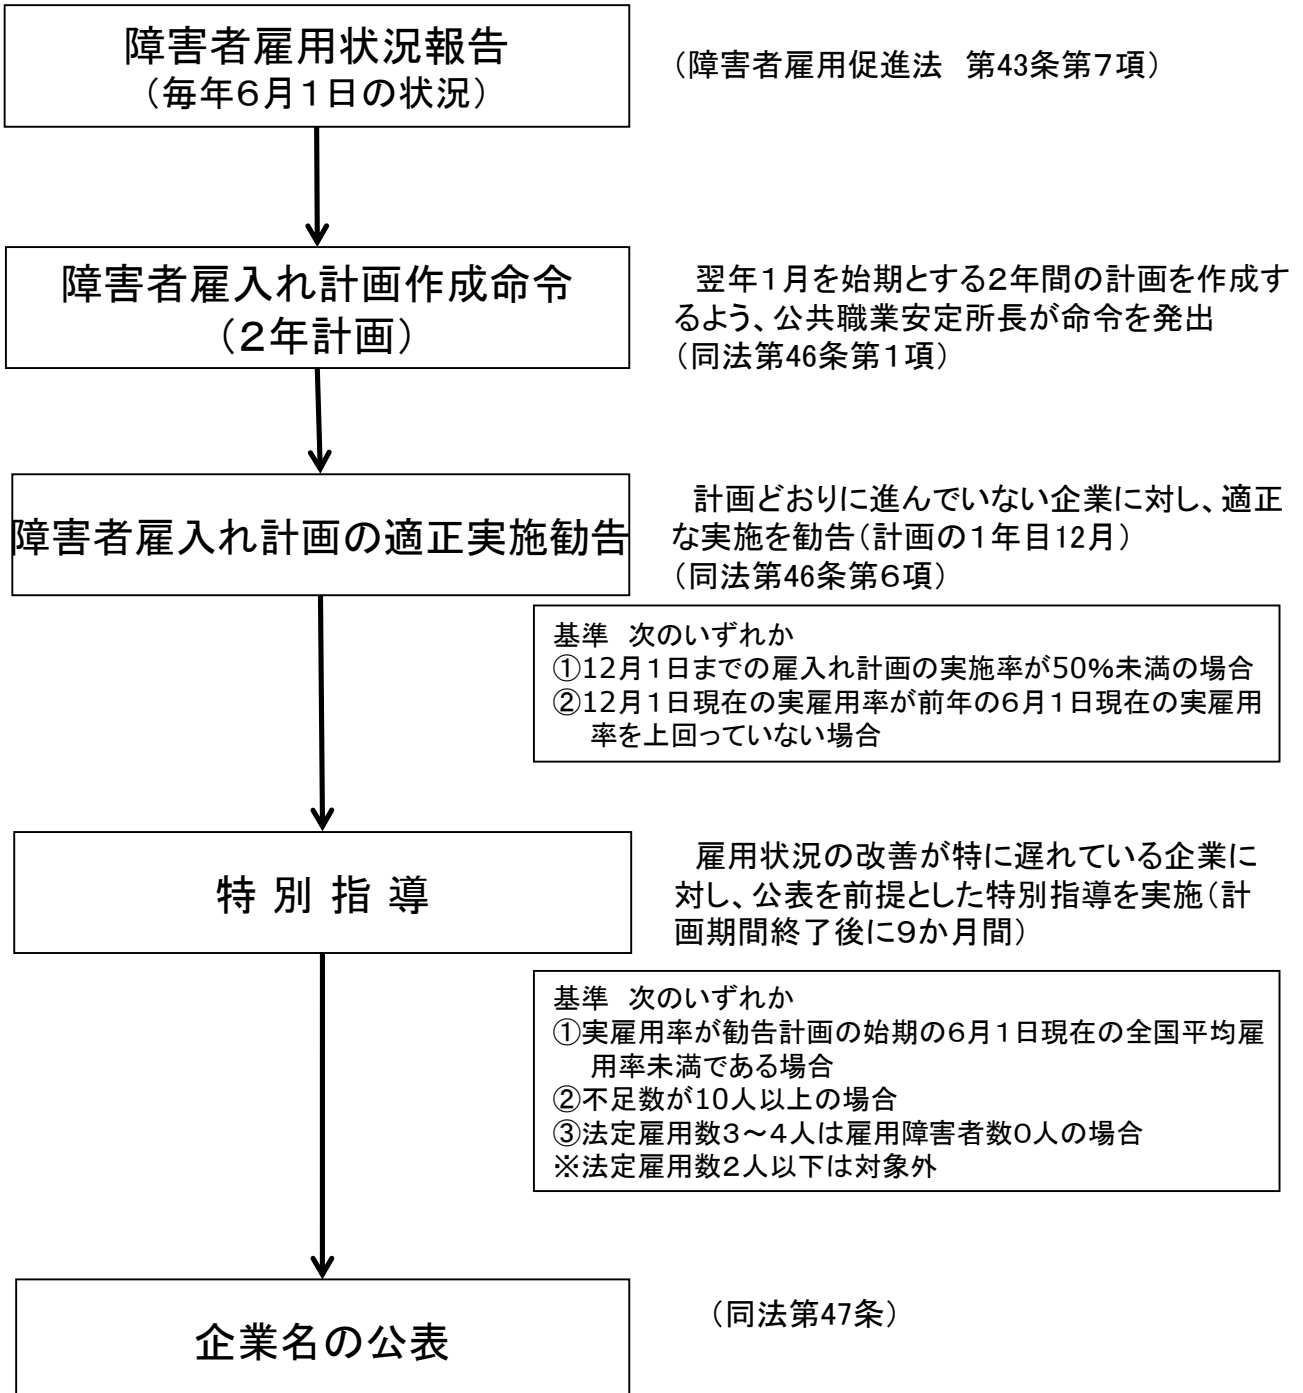 障害者雇用状況報告
（毎年６月１日の状況）
（障害者雇用促進法　第43条第７項）
障害者雇入れ計画作成命令
（２年計画）
翌年１月を始期とする２年間の計画を作成す
るよう、公共職業安定所長が命令を発出
（同法第46条第１項）
障害者雇入れ計画の適正実施勧告
計画どおりに進んでいない企業に対し、適正
な実施を勧告（計画の１年目12月）
（同法第46条第６項）
基準　次のいずれか
①12月１日までの雇入れ計画の実施率が50％未満の場合
②12月１日現在の実雇用率が前年の６月１日現在の実雇用
率を上回っていない場合
特 別 指 導
雇用状況の改善が特に遅れている企業に
対し、公表を前提とした特別指導を実施（計
画期間終了後に９か月間）
基準　次のいずれか
①実雇用率が勧告計画の始期の６月１日現在の全国平均雇
用率未満である場合
②不足数が10人以上の場合
③法定雇用数３～４人は雇用障害者数０人の場合
※法定雇用数２人以下は対象外
企業名の公表
（同法第47条）